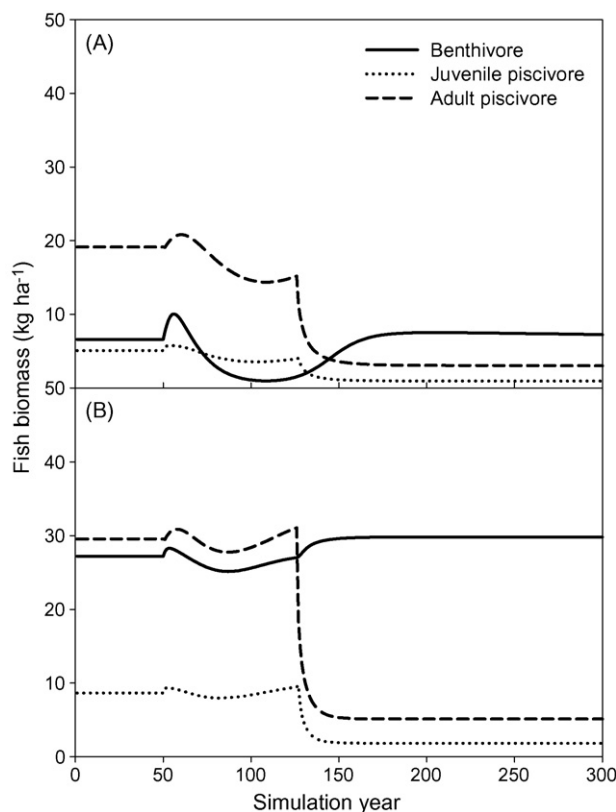 (A)
Benthivore
Juvenile piscivore
Adult piscivore
50
40
30
20
10
50
Fish biomass (kg ha⁻¹)
(B)
40
30
20
10
0
0 50 100 150 200 250 300
Simulation year